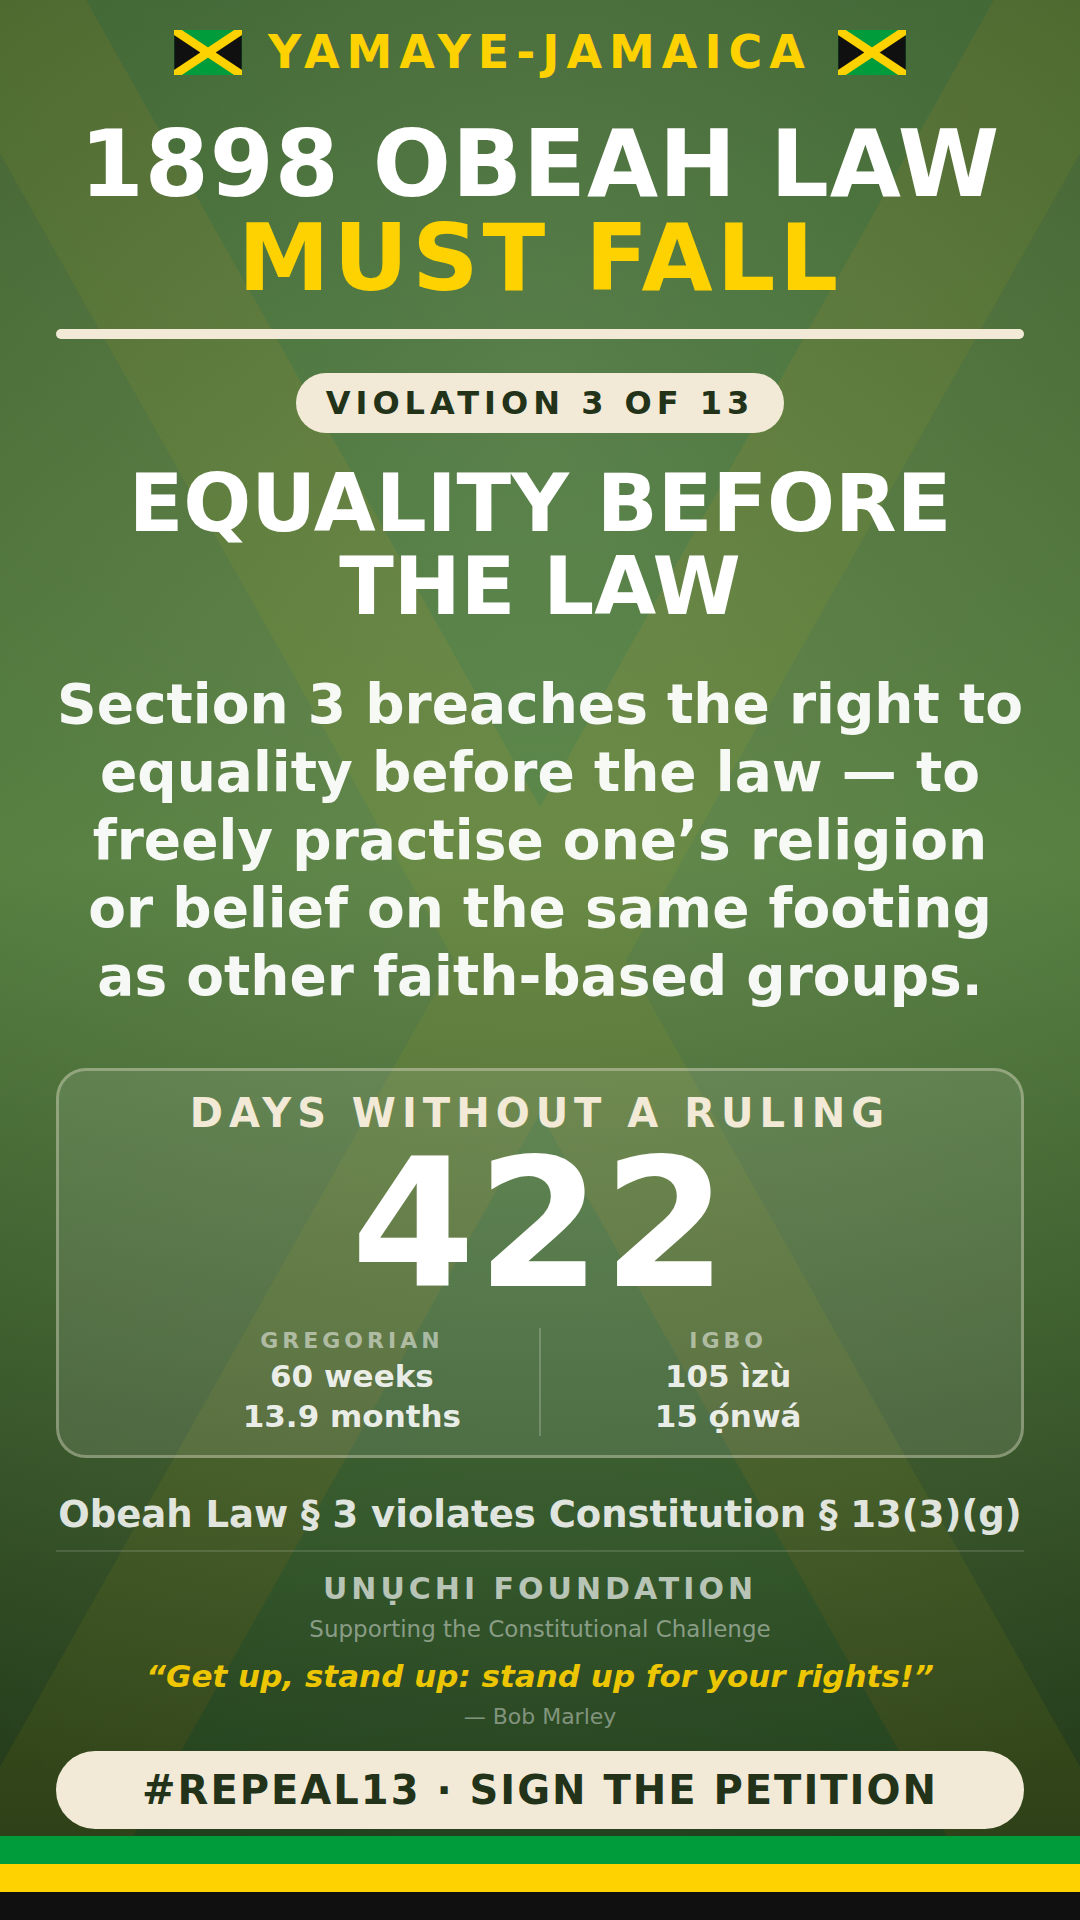 YAMAYE-JAMAICA
1898 OBEAH LAW
MUST FALL
VIOLATION 3 OF 13
EQUALITY BEFORE
THE LAW
Section 3 breaches the right to
equality before the law — to
freely practise one’s religion
or belief on the same footing
as other faith-based groups.
DAYS WITHOUT A RULING
422
GREGORIAN
60 weeks
13.9 months
IGBO
105 ìzù
15 ọ́nwá
Obeah Law § 3 violates Constitution § 13(3)(g)
UNỤCHI FOUNDATION
Supporting the Constitutional Challenge
“Get up, stand up: stand up for your rights!”
— Bob Marley
#REPEAL13 · SIGN THE PETITION